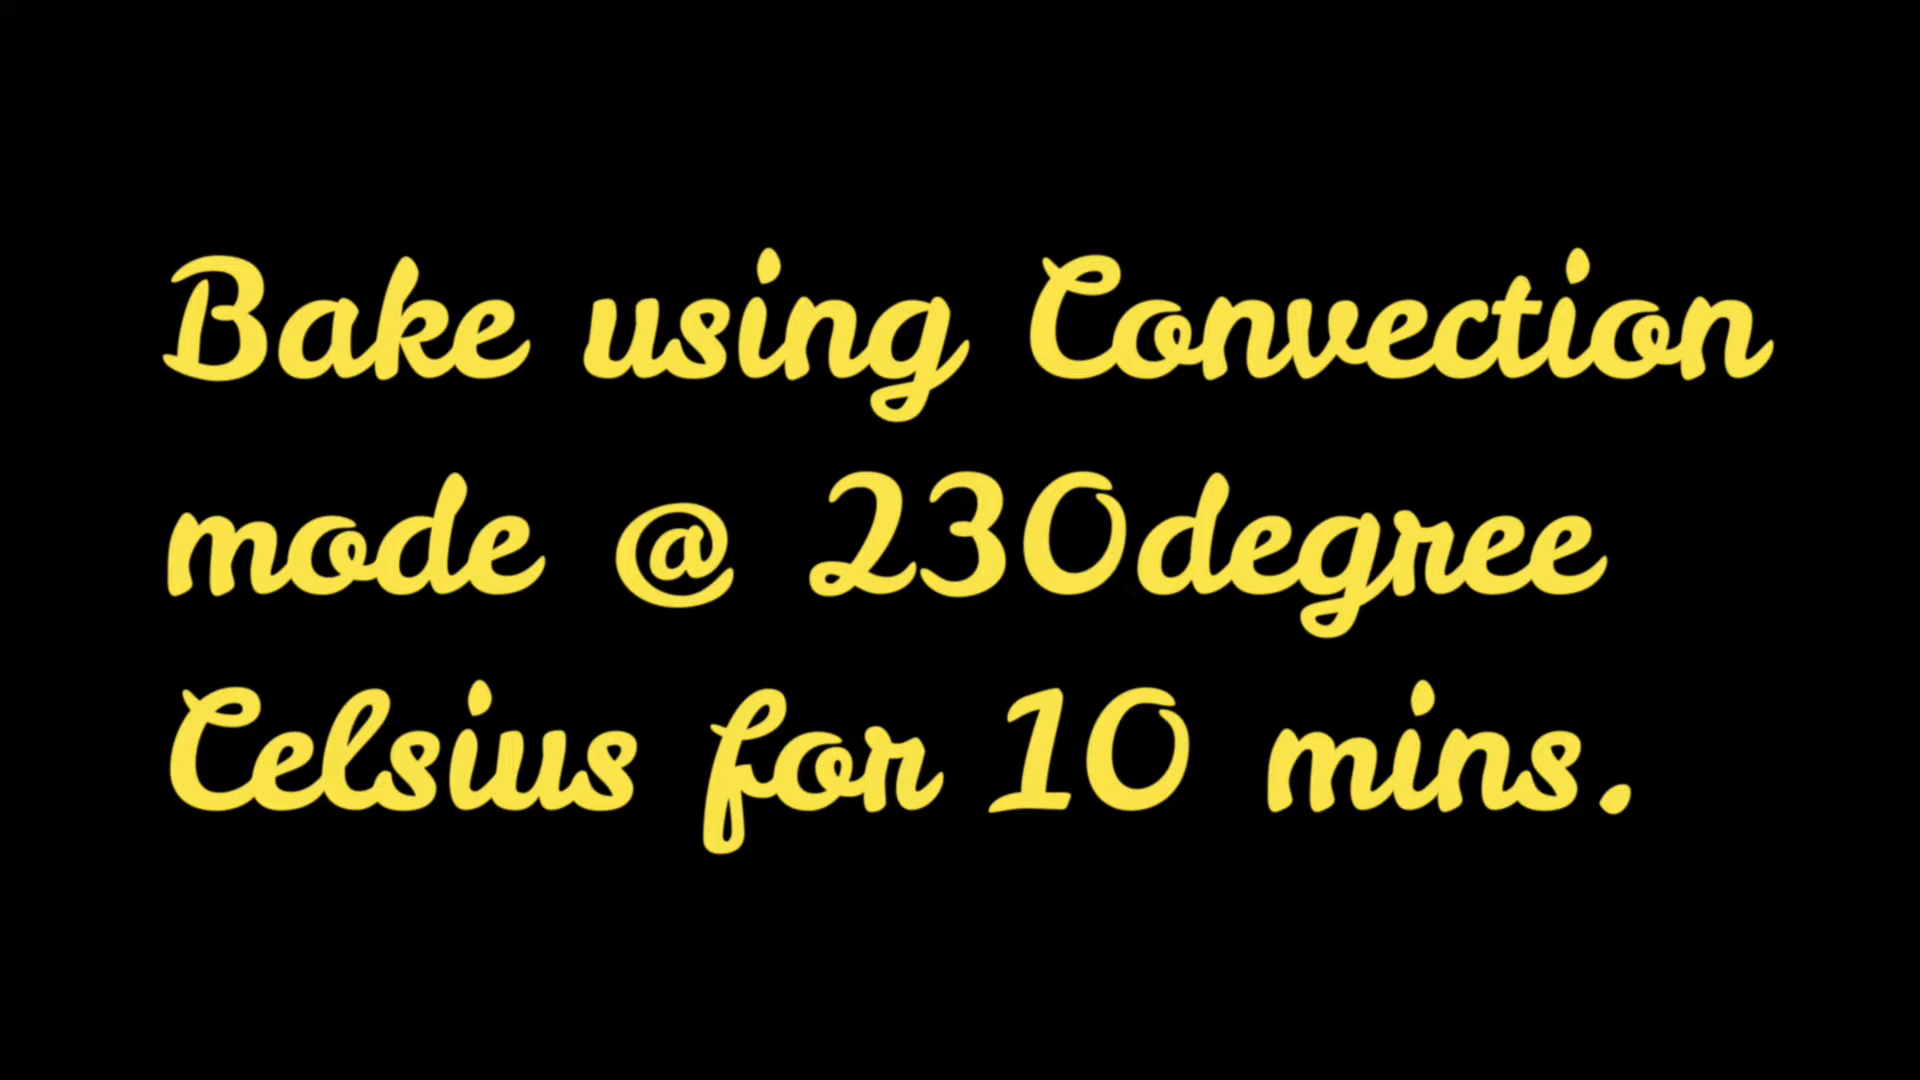 Bake using Convection
mode @ 230degree
Celsius for 10 mins.